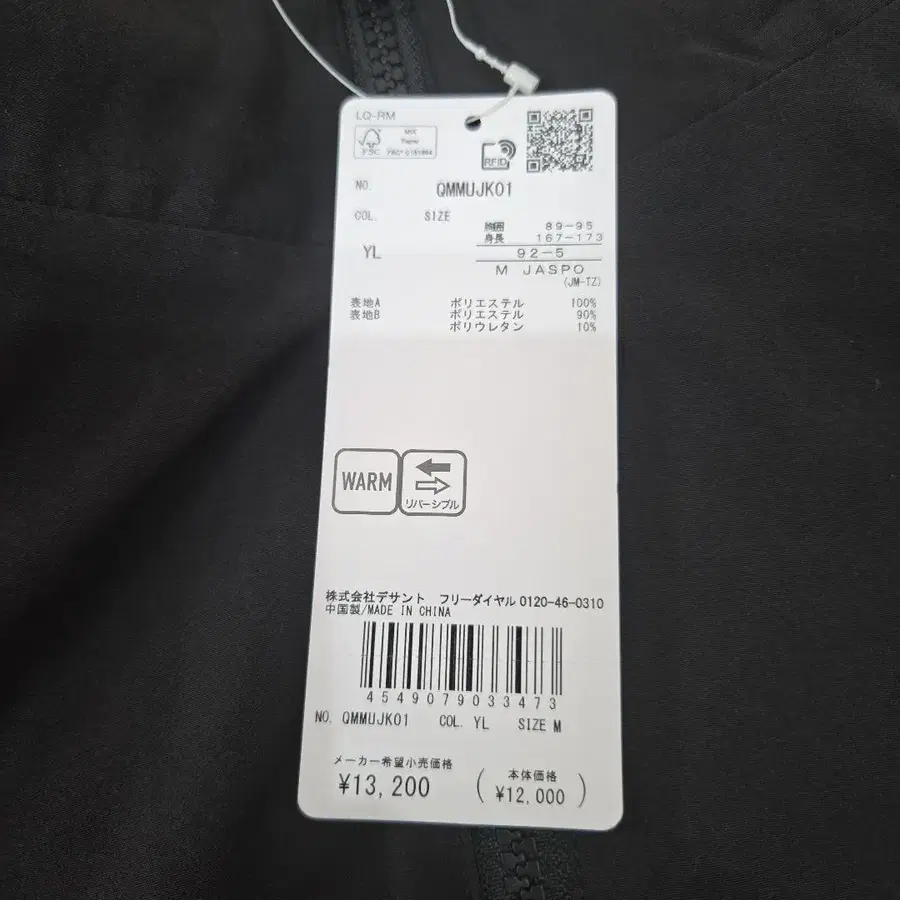 LQ-RM
FSC
MIX
Paper
RFID
NO. QMMUJK01
COL. SIZE
胸囲 89-95
身長 167-173
YL 92-5
M JASPO
(JM-TZ)
表地A ポリエステル 100%
表地B ポリエステル 90%
ポリウレタン 10%
WARM
リバーシブル
株式会社デサント フリーダイヤル 0120-46-0310
中国製/MADE IN CHINA
4549079033473
NO. QMMUJK01 COL. YL SIZE M
メーカー希望小売価格
¥13,200
(本体価格
¥12,000)